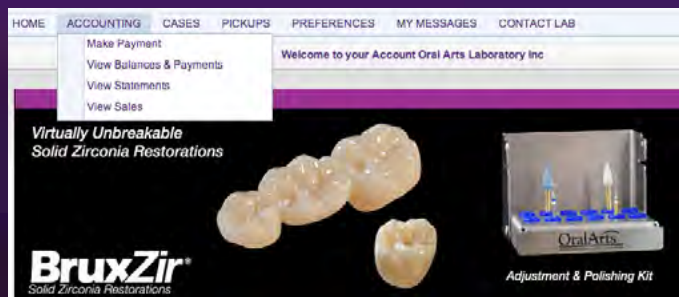 HOME ACCOUNTING CASES PICKUPS PREFERENCES MY MESSAGES CONTACT LAB
Make Payment
View Balances & Payments
View Statements
View Sales
Welcome to your Account Oral Arts Laboratory Inc
Virtually Unbreakable
Solid Zirconia Restorations
BruxZir®
Solid Zirconia Restorations
OralArts
Adjustment & Polishing Kit